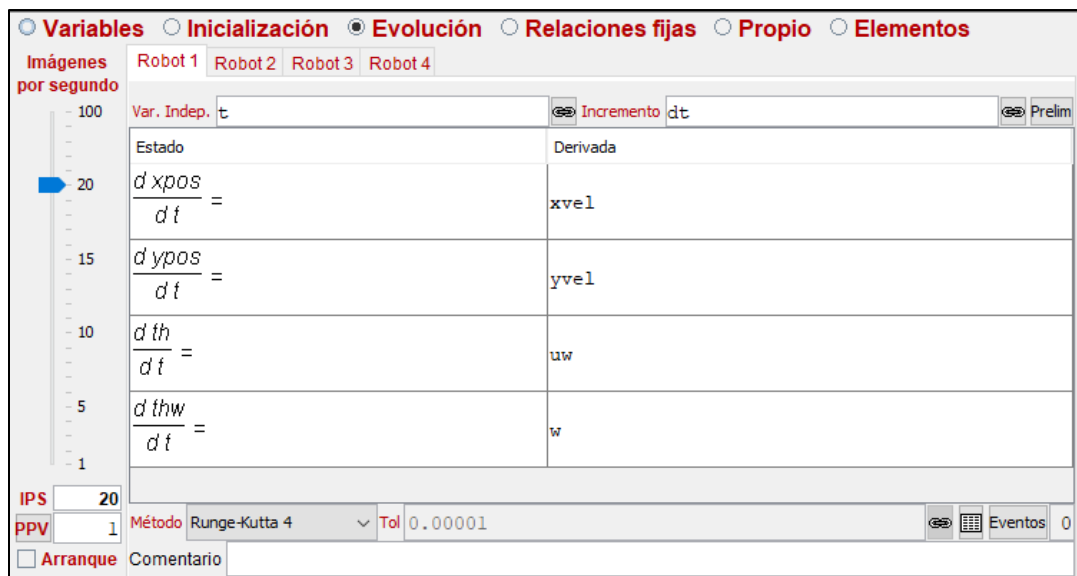 Variables Inicialización Evolución Relaciones fijas Propio Elementos
Imágenes por segundo
100
20
15
10
5
1
IPS 20
PPV 1
Arranque
Robot 1 Robot 2 Robot 3 Robot 4
Var. Indep. t Incremento dt Prelim
Estado Derivada
d xpos
d t
= xvel
d ypos
d t
= yvel
d th
d t
= uw
d thw
d t
= w
Método Runge-Kutta 4 Tol 0.00001 Eventos 0
Comentario